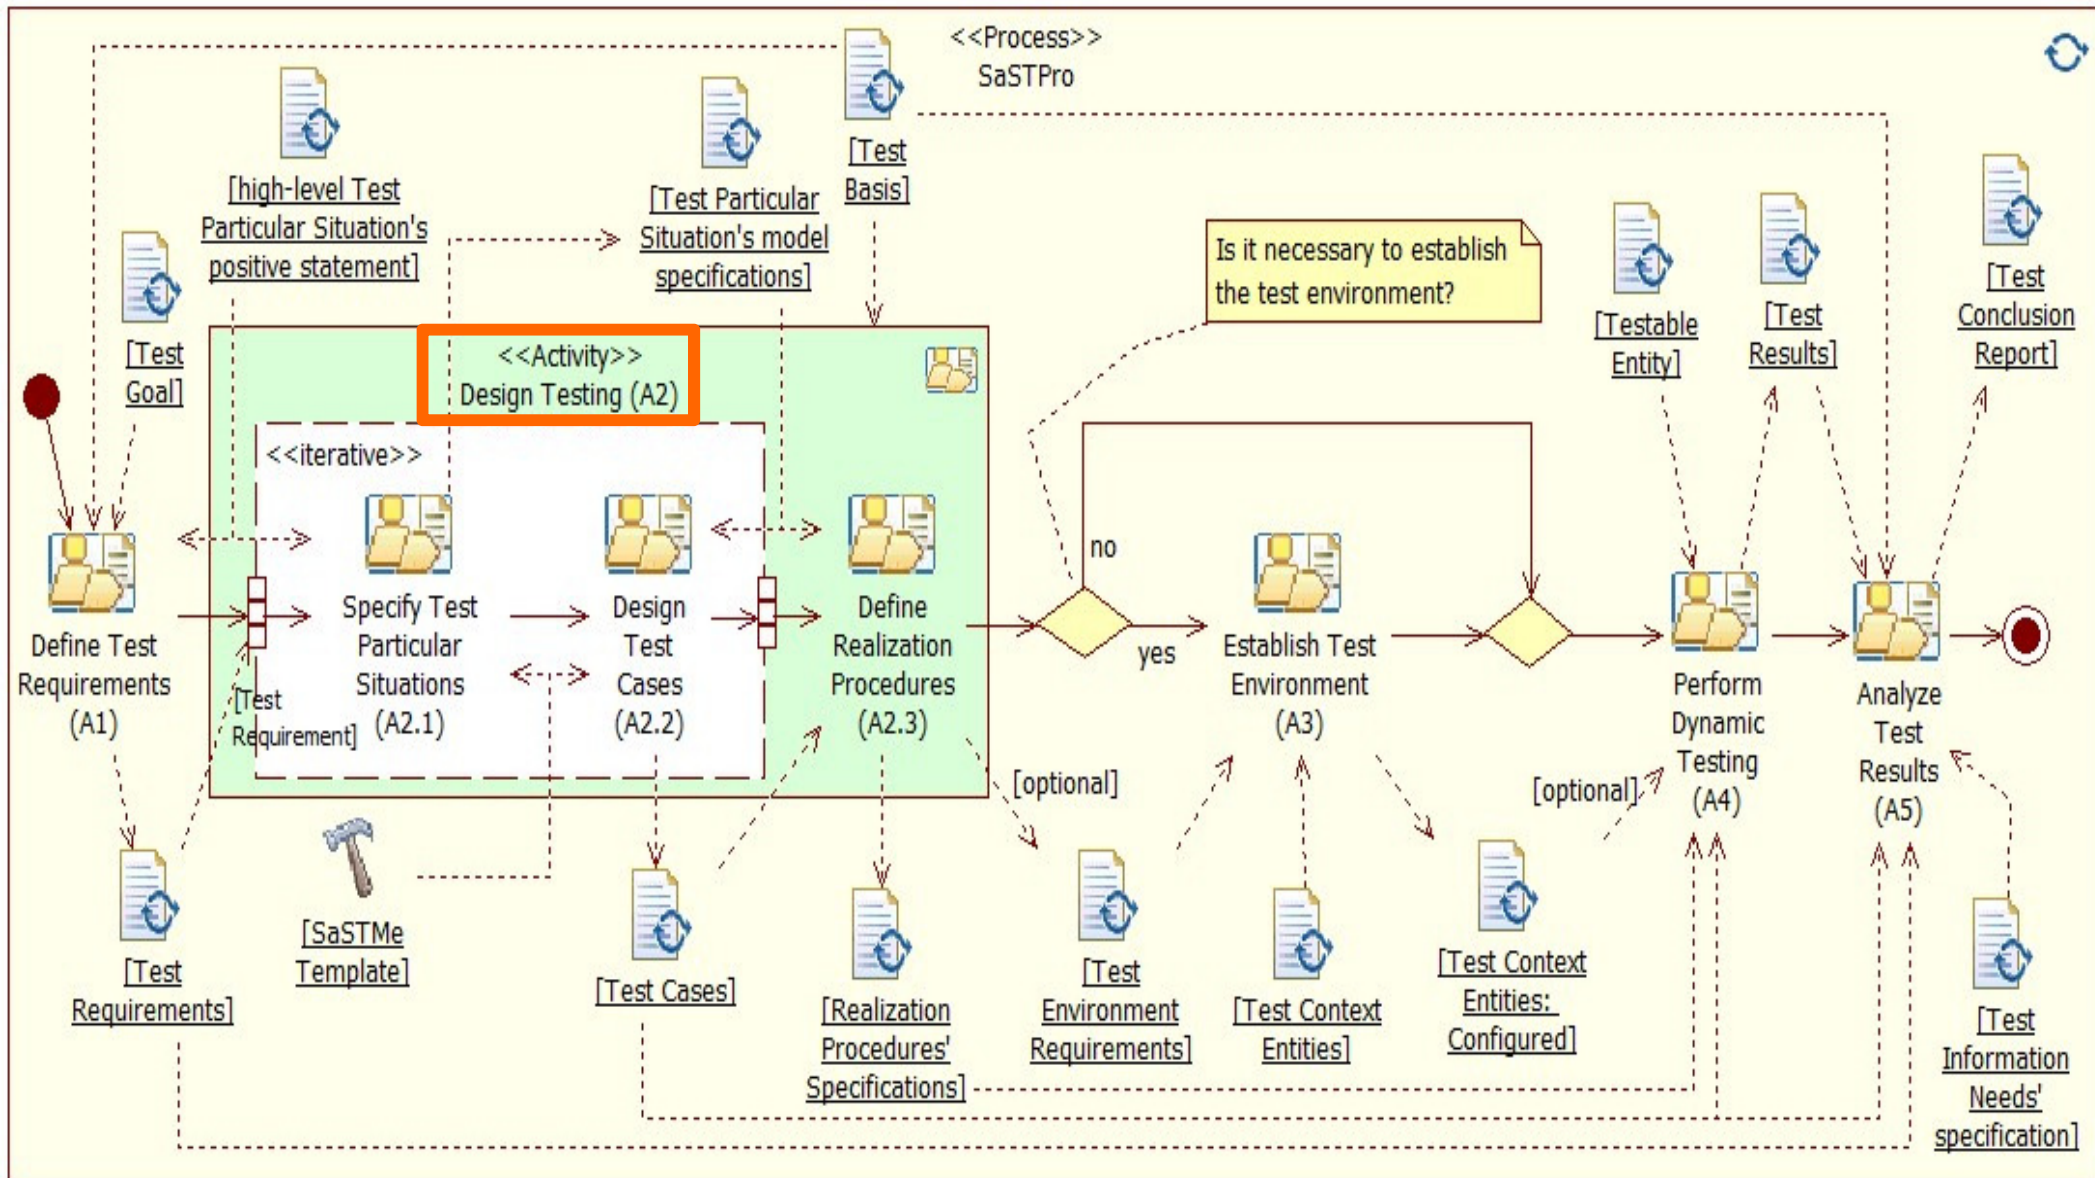 <<Process>>
SaSTPro
[Test
Basis]
[high-level Test
Particular Situation's
positive statement]
[Test Particular
Situation's model
specifications]
[Test
Goal]
Is it necessary to establish
the test environment?
[Testable
Entity]
[Test
Results]
[Test
Conclusion
Report]
<<Activity>>
Design Testing (A2)
<<iterative>>
Define Test
Requirements
(A1)
[Test
Requirement]
Specify Test
Particular
Situations
(A2.1)
Design
Test
Cases
(A2.2)
Define
Realization
Procedures
(A2.3)
no
yes
Establish Test
Environment
(A3)
Perform
Dynamic
Testing
(A4)
Analyze
Test
Results
(A5)
[optional]
[optional]
[Test
Requirements]
[SaSTMe
Template]
[Test Cases]
[Realization
Procedures'
Specifications]
[Test
Environment
Requirements]
[Test Context
Entities]
[Test Context
Entities:
Configured]
[Test
Information
Needs'
specification]